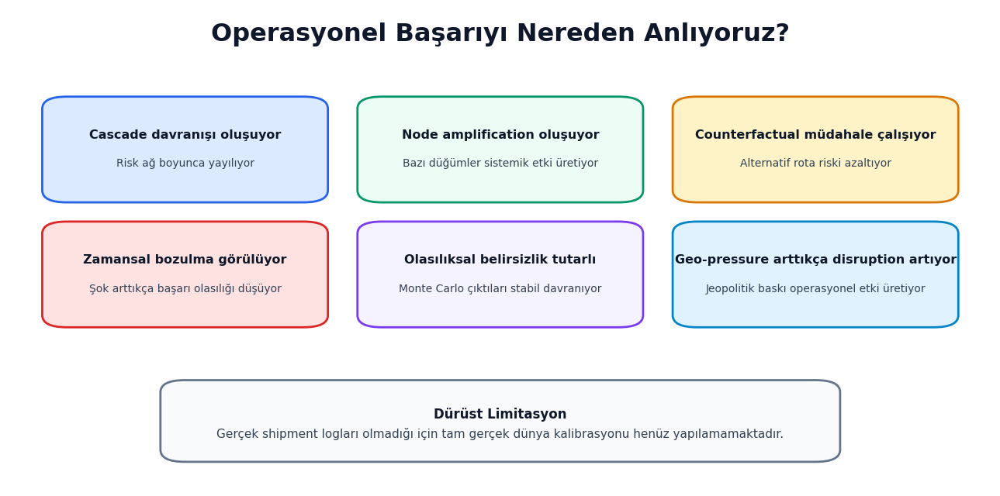 Operasyonel Başarıyı Nereden Anlıyoruz?
Cascade davranışı oluşuyor
Risk ağ boyunca yayılıyor
Node amplification oluşuyor
Bazı düğümler sistemik etki üretiyor
Counterfactual müdahale çalışıyor
Alternatif rota riski azaltıyor
Zamansal bozulma görülüyor
Şok arttıkça başarı olasılığı düşüyor
Olasılıksal belirsizlik tutarlı
Monte Carlo çıktıları stabil davranıyor
Geo-pressure arttıkça disruption artıyor
Jeopolitik baskı operasyonel etki üretiyor
Dürüst Limitasyon
Gerçek shipment logları olmadığı için tam gerçek dünya kalibrasyonu henüz yapılamamaktadır.